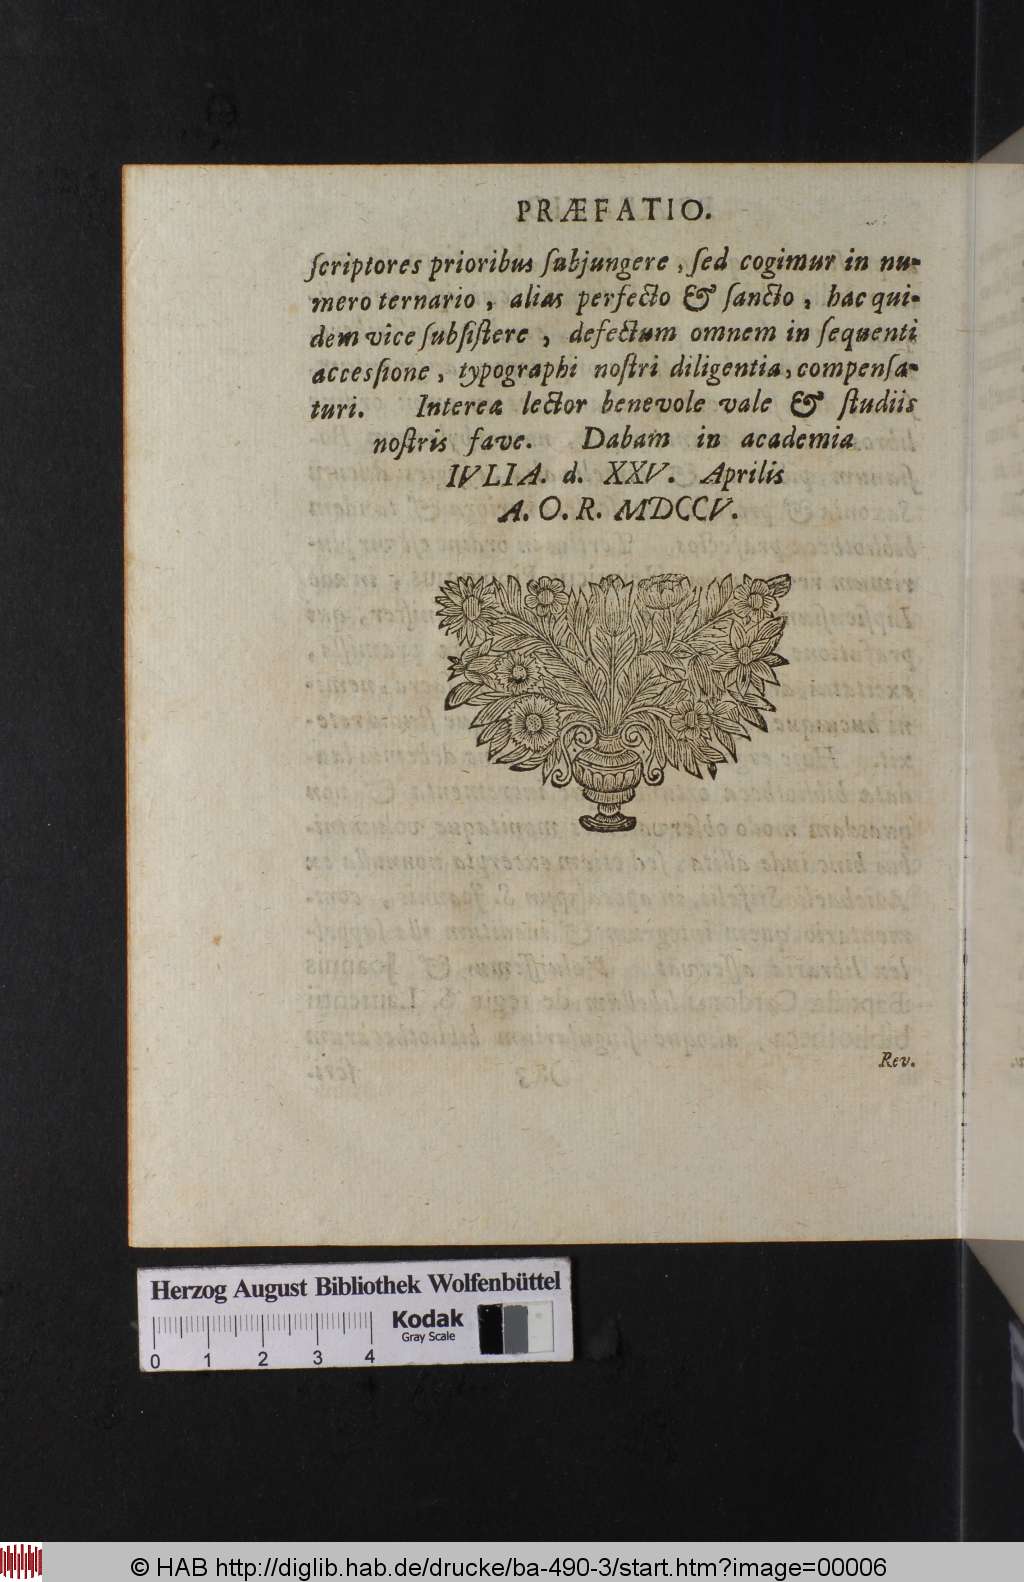 PRÆFATIO.
ſcriptores prioribus ſubjungere, ſed cogimur in nu-
mero ternario, alias perfecto & ſancto, hac qui-
dem vice ſubſiſtere, defectum omnem in ſequenti
acceſſione, typographi noſtri diligentia, compenſa-
turi. Interea lector benevole vale & ſtudiis
noſtris fave. Dabam in academia
IVLIA. d. XXV. Aprilis
A. O. R. MDCCV.
Rev.
Herzog August Bibliothek Wolfenbüttel
Kodak
Gray Scale
0 1 2 3 4
© HAB http://diglib.hab.de/drucke/ba-490-3/start.htm?image=00006